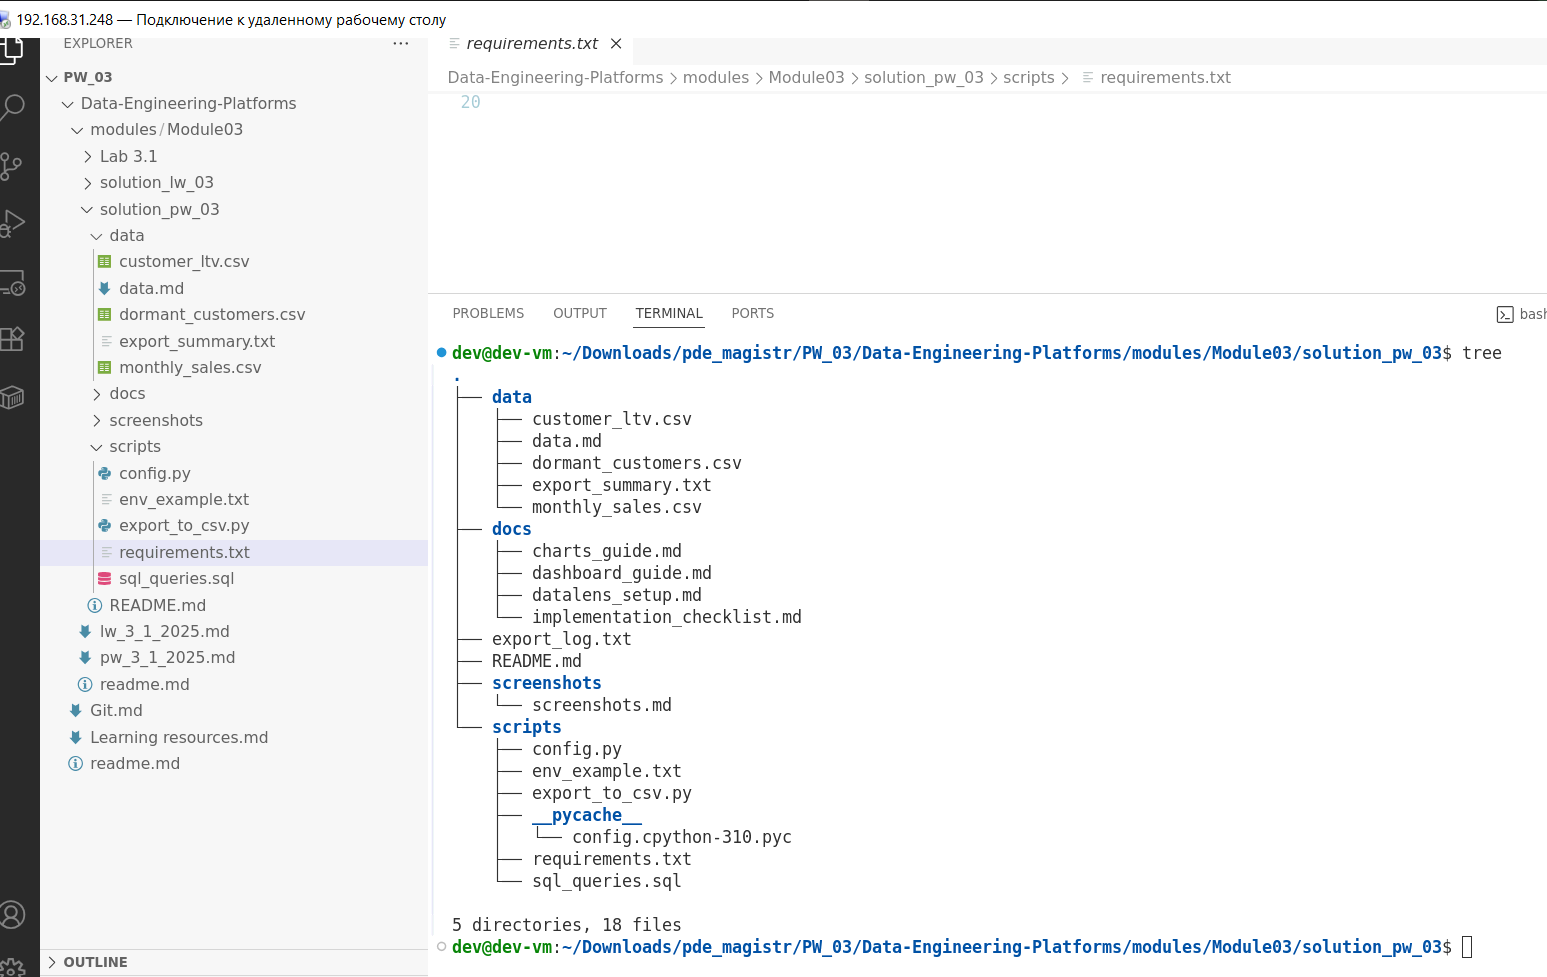 192.168.31.248 — Подключение к удаленному рабочему столу
EXPLORER
PW_03
Data-Engineering-Platforms
modules / Module03
Lab 3.1
solution_lw_03
solution_pw_03
data
customer_ltv.csv
data.md
dormant_customers.csv
export_summary.txt
monthly_sales.csv
docs
screenshots
scripts
config.py
env_example.txt
export_to_csv.py
requirements.txt
sql_queries.sql
README.md
lw_3_1_2025.md
pw_3_1_2025.md
readme.md
Git.md
Learning resources.md
readme.md
OUTLINE
requirements.txt
Data-Engineering-Platforms > modules > Module03 > solution_pw_03 > scripts > requirements.txt
20
PROBLEMS OUTPUT TERMINAL PORTS
bash
dev@dev-vm:~/Downloads/pde_magistr/PW_03/Data-Engineering-Platforms/modules/Module03/solution_pw_03$ tree
.
├── data
│   ├── customer_ltv.csv
│   ├── data.md
│   ├── dormant_customers.csv
│   ├── export_summary.txt
│   └── monthly_sales.csv
├── docs
│   ├── charts_guide.md
│   ├── dashboard_guide.md
│   ├── datalens_setup.md
│   └── implementation_checklist.md
├── export_log.txt
├── README.md
├── screenshots
│   └── screenshots.md
└── scripts
    ├── config.py
    ├── env_example.txt
    ├── export_to_csv.py
    ├── __pycache__
    │   └── config.cpython-310.pyc
    ├── requirements.txt
    └── sql_queries.sql
5 directories, 18 files
dev@dev-vm:~/Downloads/pde_magistr/PW_03/Data-Engineering-Platforms/modules/Module03/solution_pw_03$